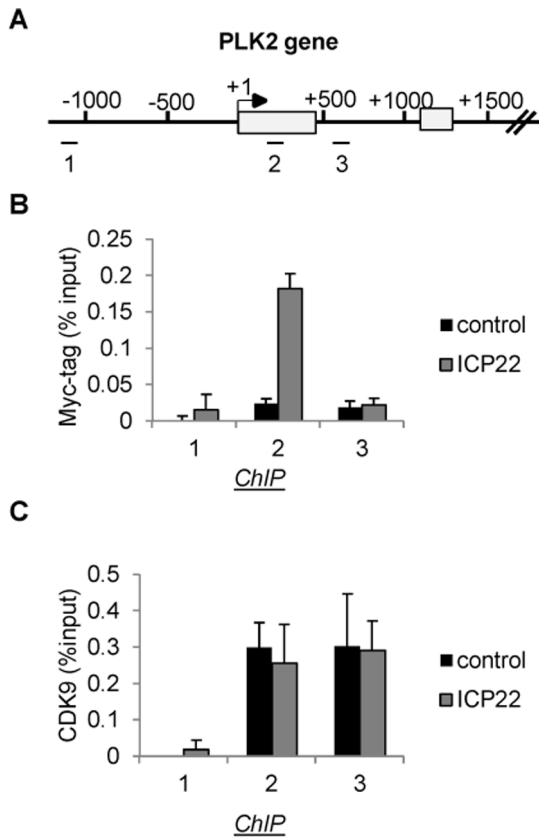 A
PLK2 gene
+1
-1000 -500 +500 +1000 +1500
1 2 3
B
Myc-tag (% input)
0.25
0.2
0.15
0.1
0.05
0
1 2 3
ChIP
control
ICP22
C
CDK9 (%input)
0.5
0.4
0.3
0.2
0.1
0
1 2 3
ChIP
control
ICP22